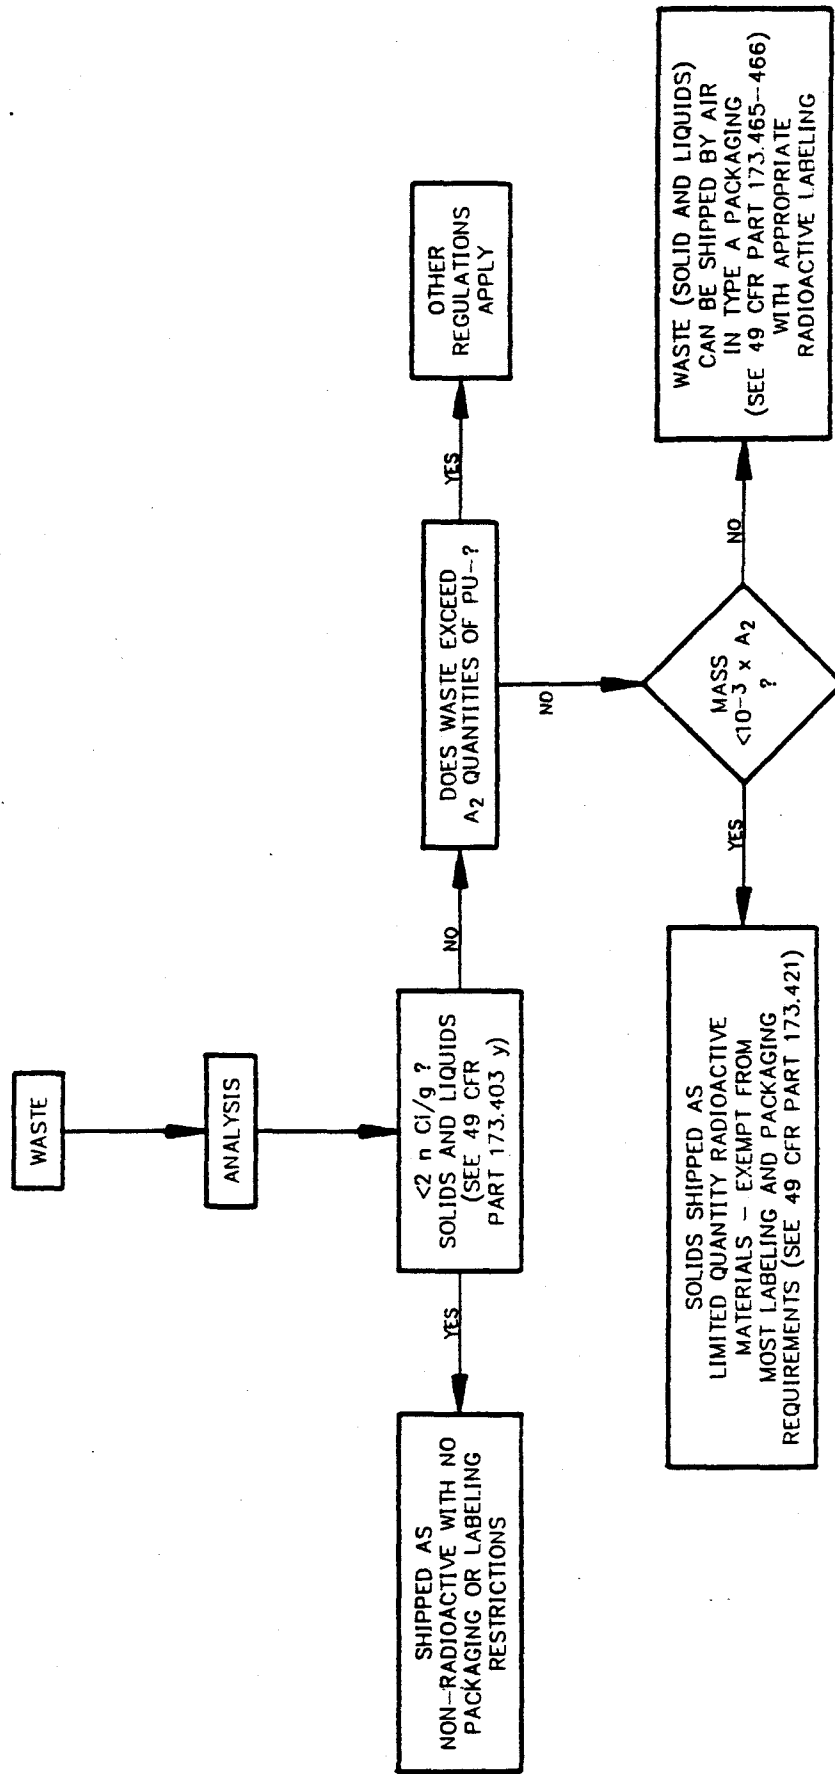 WASTE
ANALYSIS
<2 n Ci/g ?
SOLIDS AND LIQUIDS
(SEE 49 CFR
PART 173.403 y)
YES
NO
SHIPPED AS
NON-RADIOACTIVE WITH NO
PACKAGING OR LABELING
RESTRICTIONS
DOES WASTE EXCEED
A2 QUANTITIES OF PU-?
YES
OTHER
REGULATIONS
APPLY
NO
MASS
<10-3 x A2
?
YES
NO
SOLIDS SHIPPED AS
LIMITED QUANTITY RADIOACTIVE
MATERIALS - EXEMPT FROM
MOST LABELING AND PACKAGING
REQUIREMENTS (SEE 49 CFR PART 173.421)
WASTE (SOLID AND LIQUIDS)
CAN BE SHIPPED BY AIR
IN TYPE A PACKAGING
(SEE 49 CFR PART 173.465-466)
WITH APPROPRIATE
RADIOACTIVE LABELING